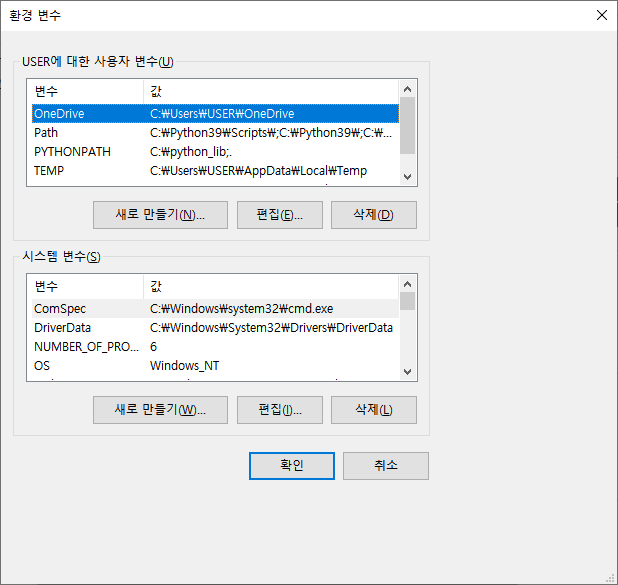 환경 변수
USER에 대한 사용자 변수(U)
변수 값
OneDrive C:₩Users₩USER₩OneDrive
Path C:₩Python39₩Scripts₩;C:₩Python39₩;C:₩...
PYTHONPATH C:₩python_lib;.
TEMP C:₩Users₩USER₩AppData₩Local₩Temp
새로 만들기(N)... 편집(E)... 삭제(D)
시스템 변수(S)
변수 값
ComSpec C:₩Windows₩system32₩cmd.exe
DriverData C:₩Windows₩System32₩Drivers₩DriverData
NUMBER_OF_PRO... 6
OS Windows_NT
새로 만들기(W)... 편집(I)... 삭제(L)
확인 취소